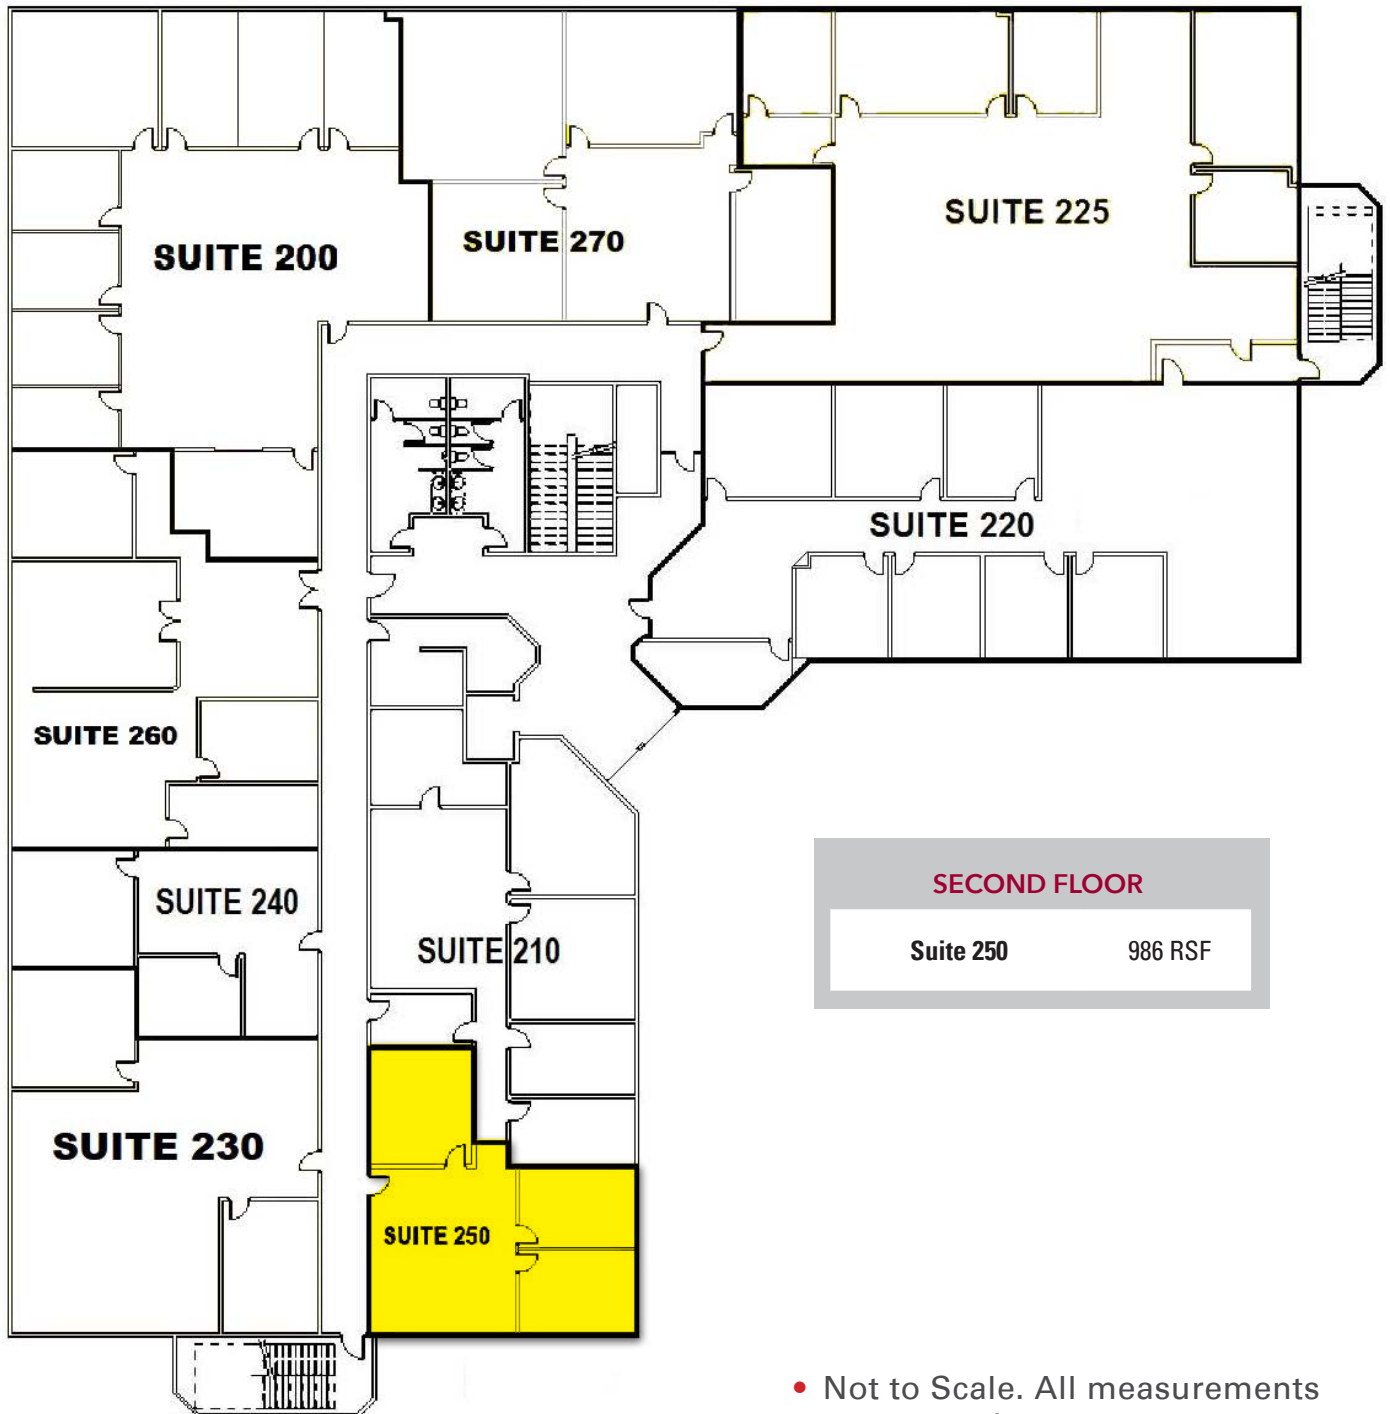 SUITE 225
SUITE 270
SUITE 200
SUITE 220
SUITE 260
SECOND FLOOR
SUITE 240
SUITE 210
Suite 250 986 RSF
SUITE 230
SUITE 250
• Not to Scale. All measurements